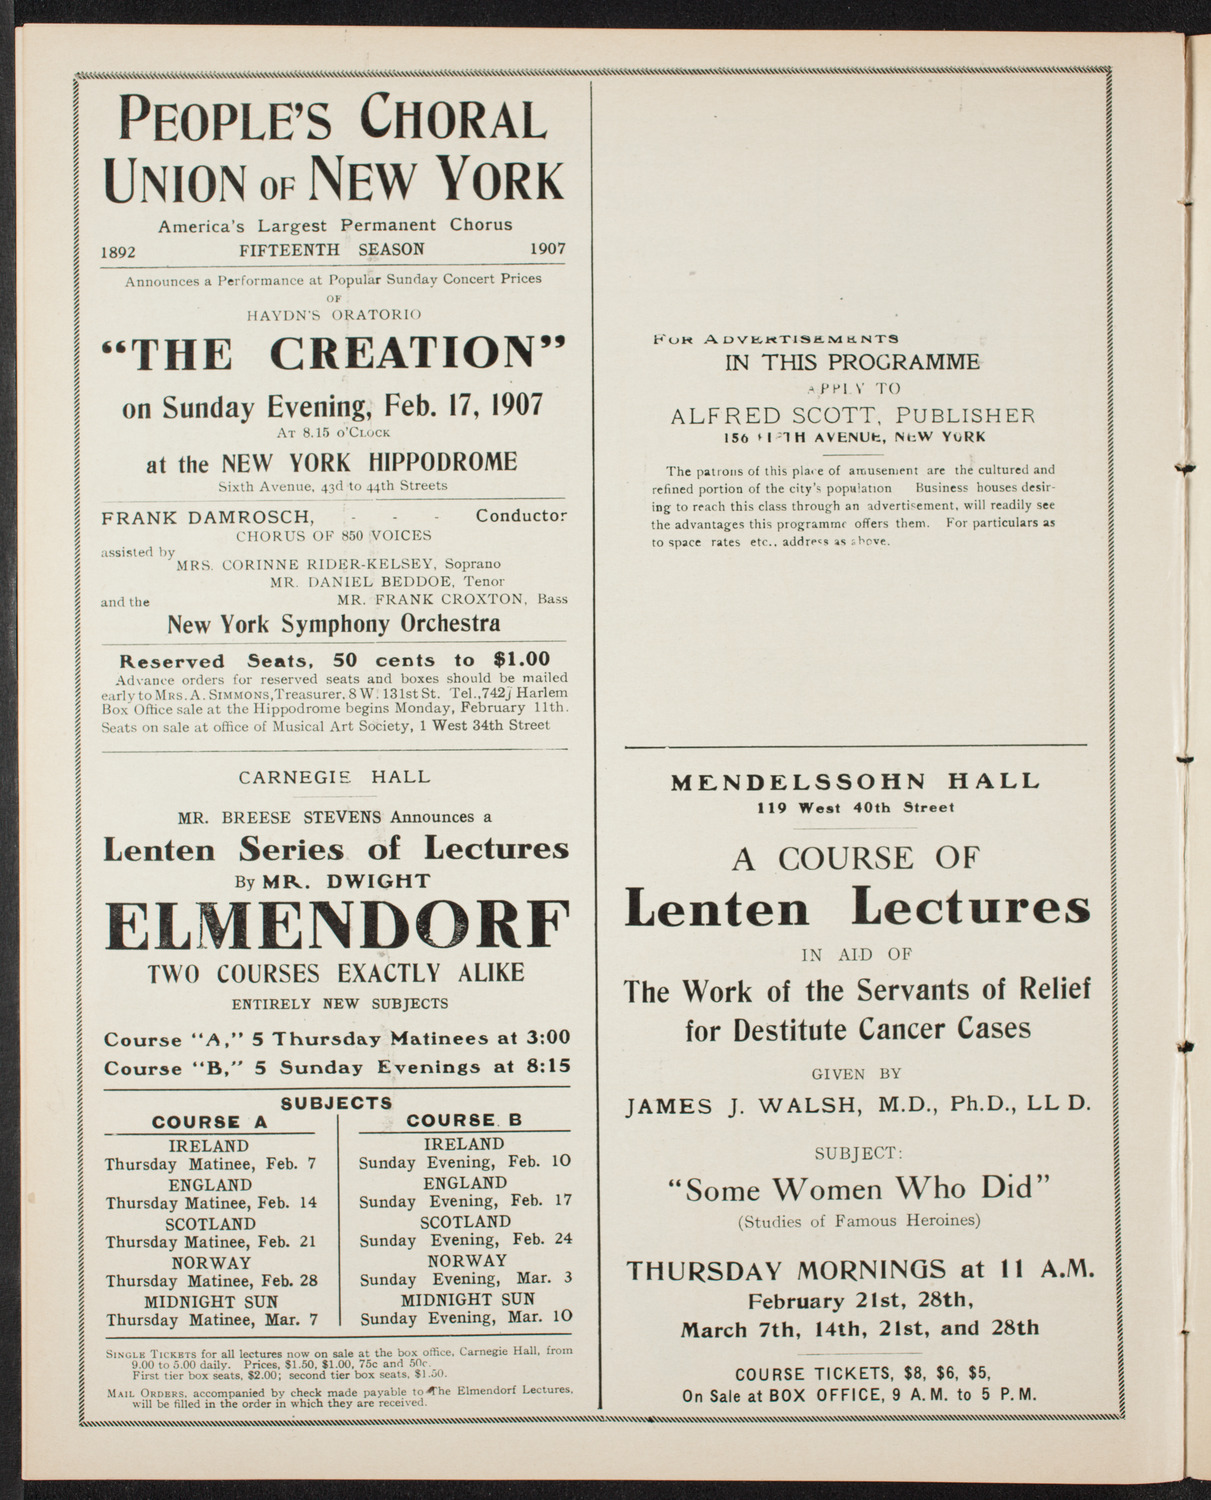 PEOPLE'S CHORAL
UNION OF NEW YORK
America's Largest Permanent Chorus
1892 FIFTEENTH SEASON 1907
Announces a Performance at Popular Sunday Concert Prices
OF
HAYDN'S ORATORIO
"THE CREATION"
on Sunday Evening, Feb. 17, 1907
AT 8.15 O'CLOCK
at the NEW YORK HIPPODROME
Sixth Avenue, 43d to 44th Streets
FRANK DAMROSCH, - - - Conductor
CHORUS OF 850 VOICES
assisted by
MRS. CORINNE RIDER-KELSEY, Soprano
MR. DANIEL BEDDOE, Tenor
and the MR. FRANK CROXTON, Bass
New York Symphony Orchestra
Reserved Seats, 50 cents to $1.00
Advance orders for reserved seats and boxes should be mailed
early to MRS. A. SIMMONS, Treasurer, 8 W. 131st St. Tel., 742j Harlem
Box Office sale at the Hippodrome begins Monday, February 11th.
Seats on sale at office of Musical Art Society, 1 West 34th Street
CARNEGIE HALL
MR. BREESE STEVENS Announces a
Lenten Series of Lectures
By MR. DWIGHT
ELMENDORF
TWO COURSES EXACTLY ALIKE
ENTIRELY NEW SUBJECTS
Course "A," 5 Thursday Matinees at 3:00
Course "B," 5 Sunday Evenings at 8:15
SUBJECTS
COURSE A
IRELAND
Thursday Matinee, Feb. 7
ENGLAND
Thursday Matinee, Feb. 14
SCOTLAND
Thursday Matinee, Feb. 21
NORWAY
Thursday Matinee, Feb. 28
MIDNIGHT SUN
Thursday Matinee, Mar. 7
COURSE B
IRELAND
Sunday Evening, Feb. 10
ENGLAND
Sunday Evening, Feb. 17
SCOTLAND
Sunday Evening, Feb. 24
NORWAY
Sunday Evening, Mar. 3
MIDNIGHT SUN
Sunday Evening, Mar. 10
SINGLE TICKETS for all lectures now on sale at the box office, Carnegie Hall, from
9.00 to 5.00 daily. Prices, $1.50, $1.00, 75c and 50c.
First tier box seats, $2.00; second tier box seats, $1.50.
MAIL ORDERS, accompanied by check made payable to The Elmendorf Lectures,
will be filled in the order in which they are received.
FOR ADVERTISEMENTS
IN THIS PROGRAMME
APPLY TO
ALFRED SCOTT, PUBLISHER
156 FIFTH AVENUE, NEW YORK
The patrons of this place of amusement are the cultured and
refined portion of the city's population Business houses desir-
ing to reach this class through an advertisement, will readily see
the advantages this programme offers them. For particulars as
to space rates etc., address as above.
MENDELSSOHN HALL
119 West 40th Street
A COURSE OF
Lenten Lectures
IN AID OF
The Work of the Servants of Relief
for Destitute Cancer Cases
GIVEN BY
JAMES J. WALSH, M.D., Ph.D., LL D.
SUBJECT:
"Some Women Who Did"
(Studies of Famous Heroines)
THURSDAY MORNINGS at 11 A.M.
February 21st, 28th,
March 7th, 14th, 21st, and 28th
COURSE TICKETS, $8, $6, $5,
On Sale at BOX OFFICE, 9 A.M. to 5 P.M.